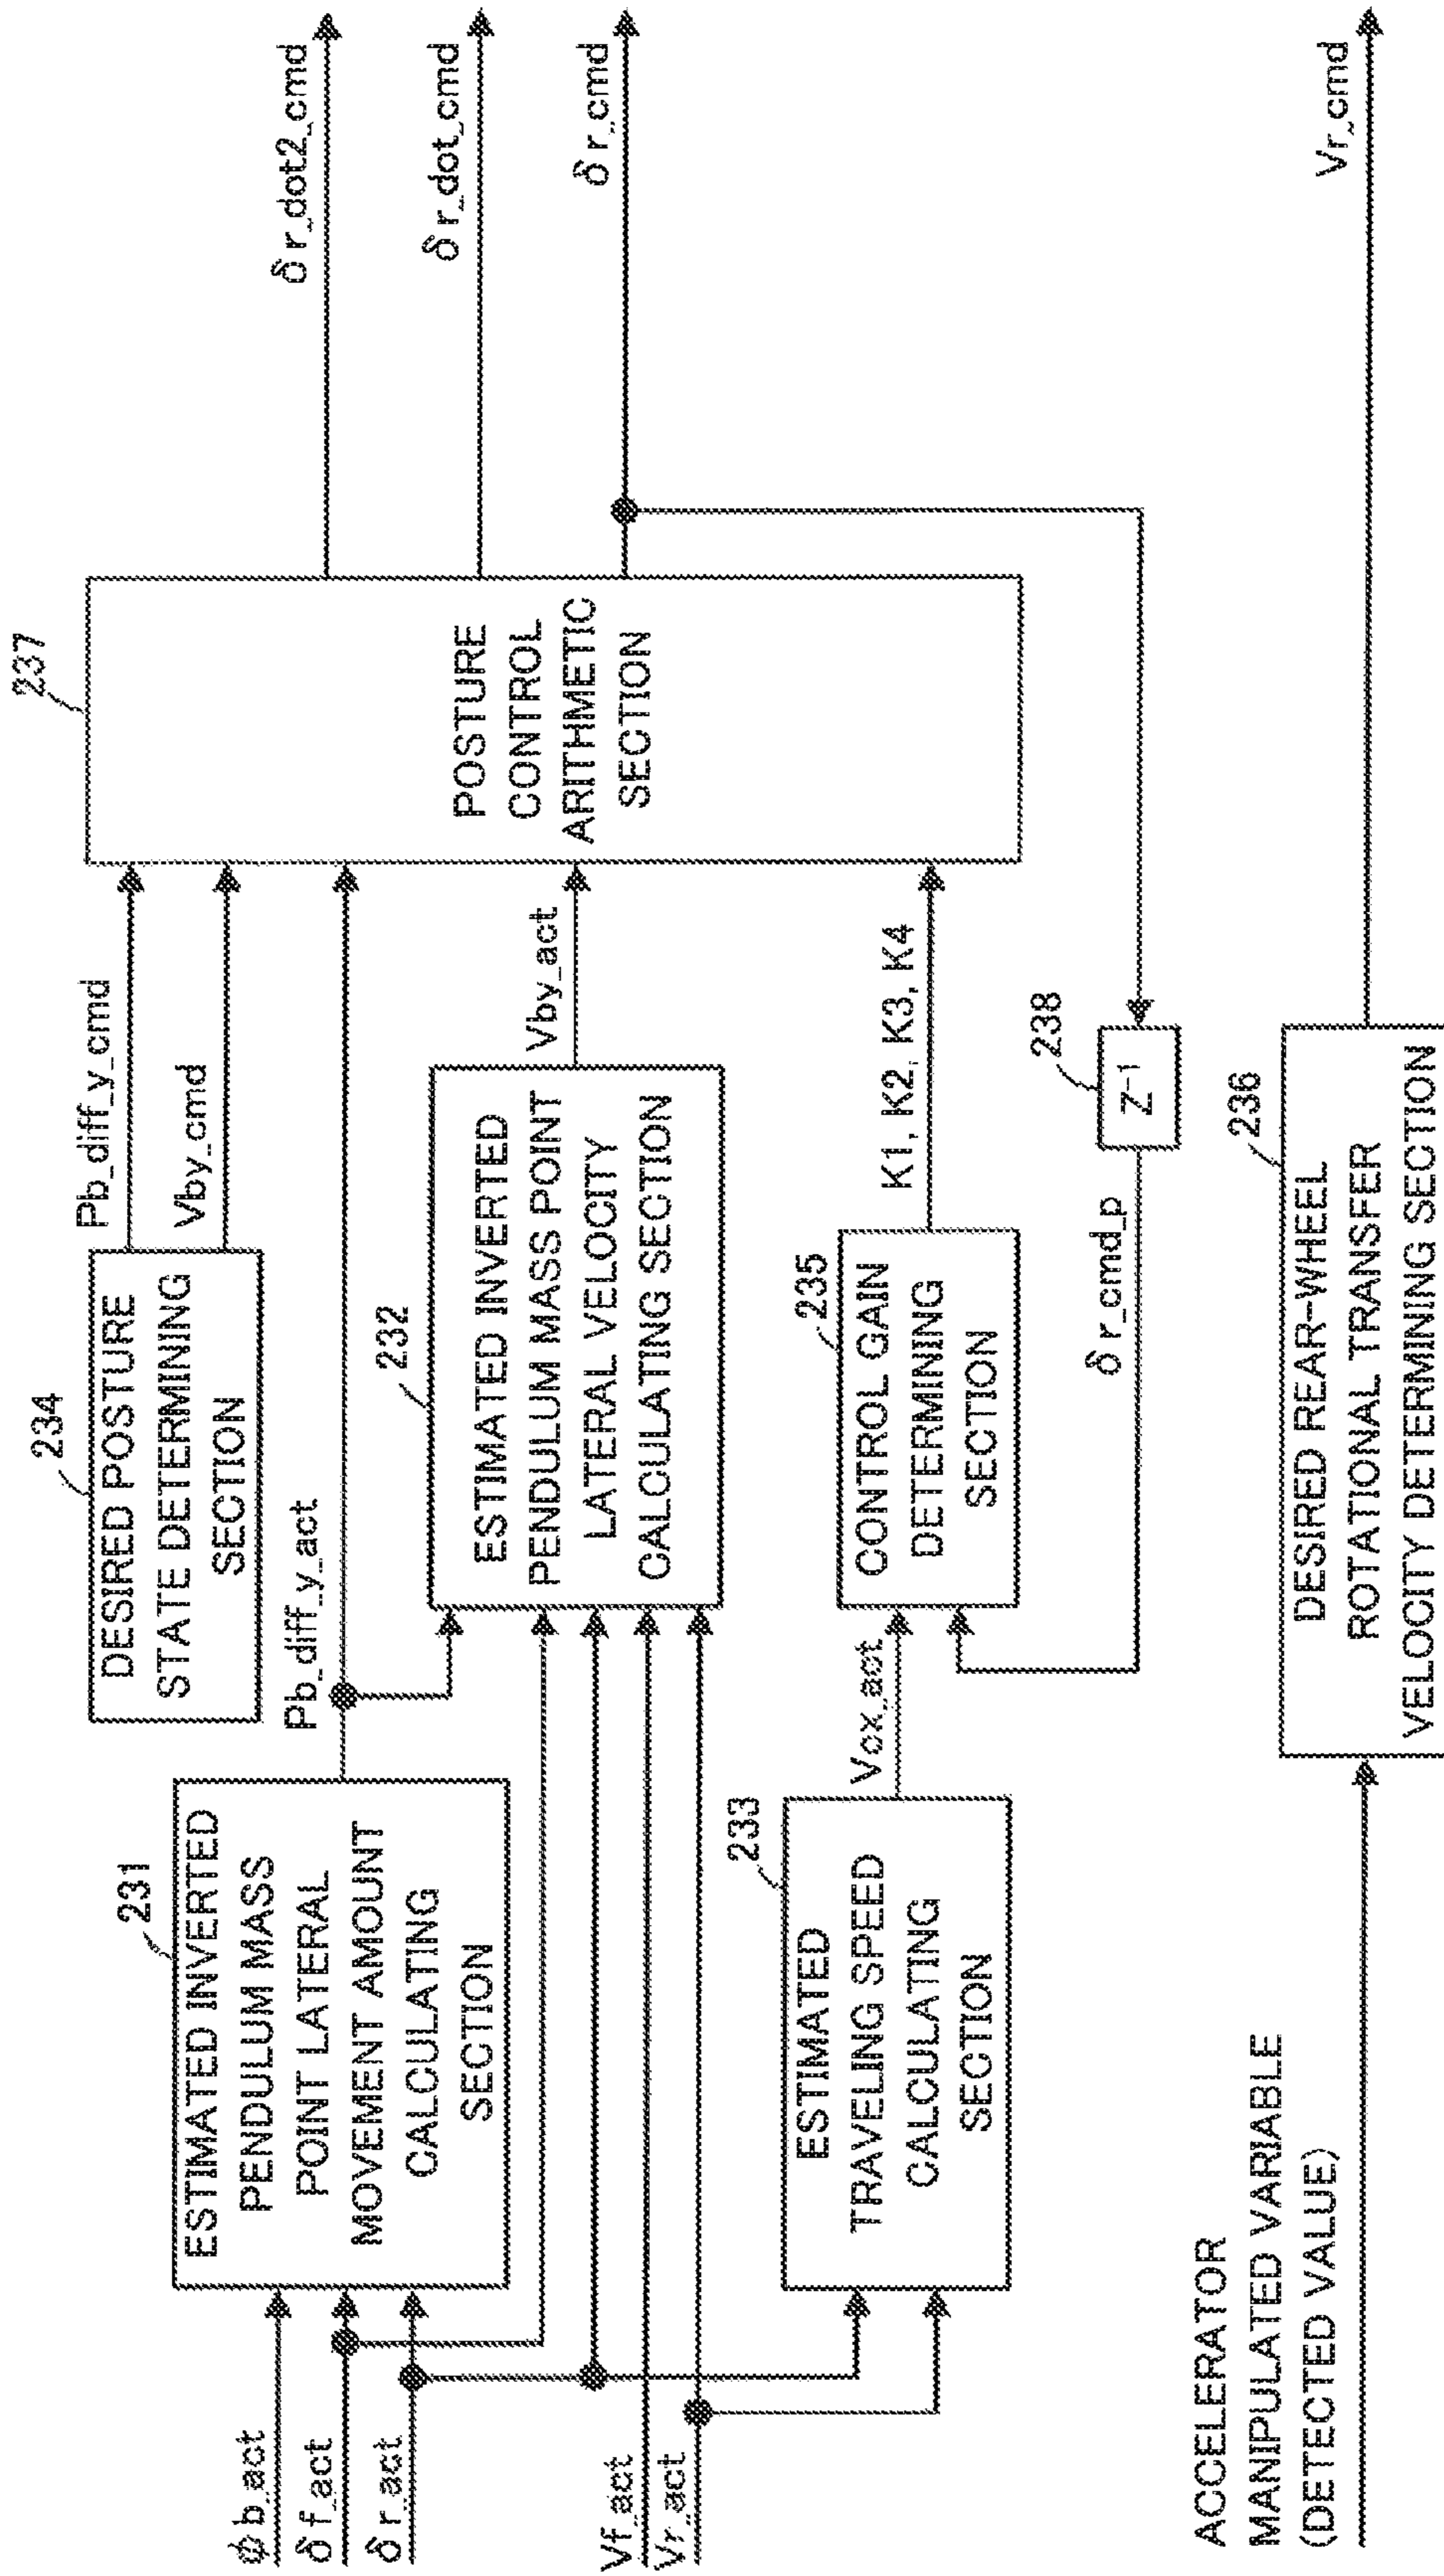 237
234
DESIRED POSTURE
STATE DETERMINING
SECTION
Pb_diff_y_cmd
Vby_cmd
POSTURE
CONTROL
ARITHMETIC
SECTION
δr_dot2_cmd
δr_dot_cmd
δr_cmd
231
ESTIMATED INVERTED
PENDULUM MASS
POINT LATERAL
MOVEMENT AMOUNT
CALCULATING
SECTION
Pb_diff_y_act
φb_act
δf_act
δr_act
Vf_act
Vr_act
232
ESTIMATED INVERTED
PENDULUM MASS POINT
LATERAL VELOCITY
CALCULATING SECTION
Vby_act
233
ESTIMATED
TRAVELING SPEED
CALCULATING
SECTION
Vox_act
235
CONTROL GAIN
DETERMINING
SECTION
K1, K2, K3, K4
238
Z⁻¹
δr_cmd_p
236
ACCELERATOR
MANIPULATED VARIABLE
(DETECTED VALUE)
DESIRED REAR-WHEEL
ROTATIONAL TRANSFER
VELOCITY DETERMINING SECTION
Vr_cmd